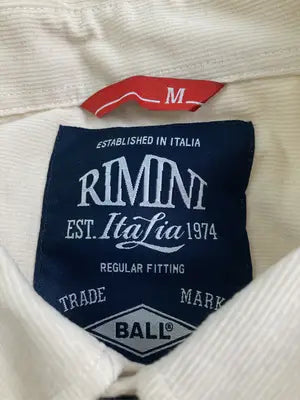 M
ESTABLISHED IN ITALIA
RIMINI
EST. Italia 1974
REGULAR FITTING
TRADE MARK
BALL®